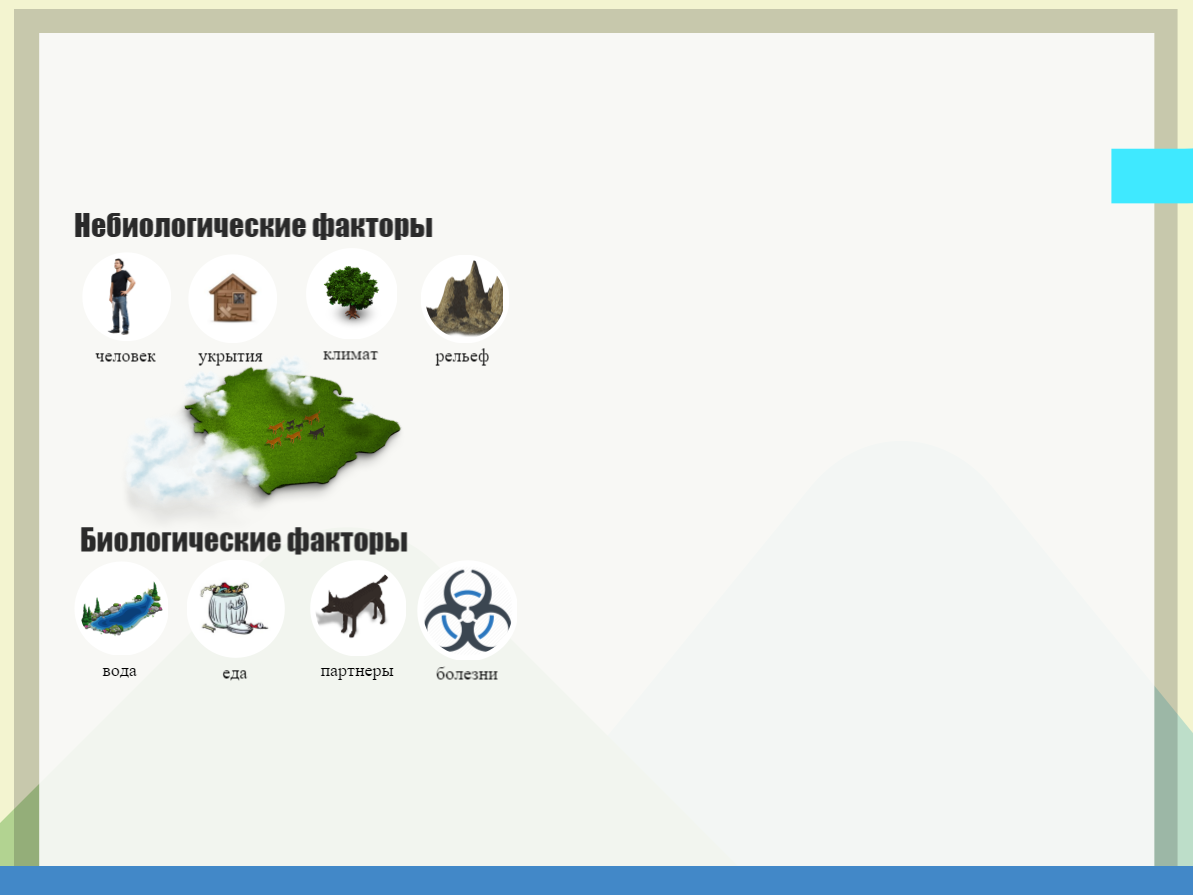 Небиологические факторы
человек укрытия климат рельеф
Биологические факторы
вода еда партнеры болезни